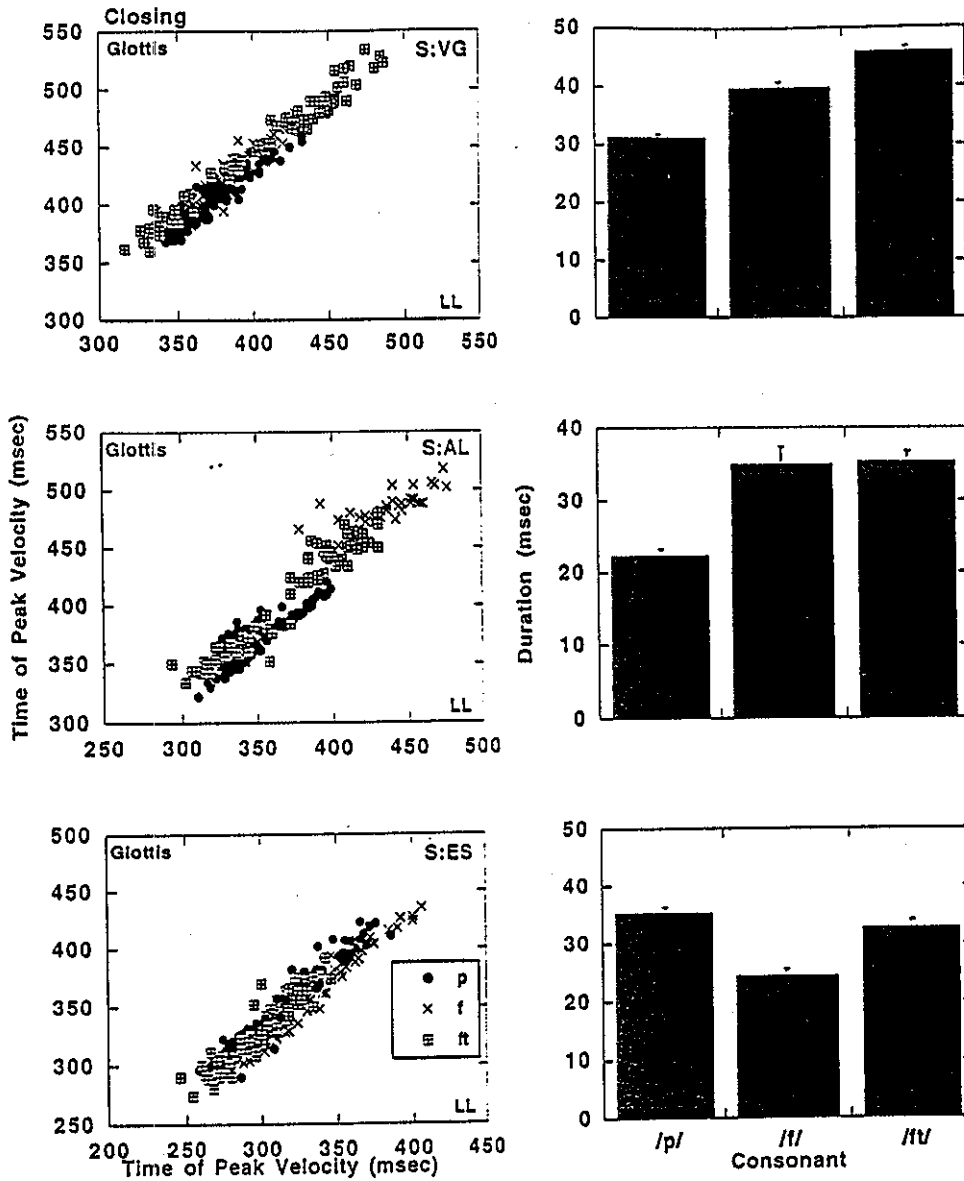 Closing
550
500
450
400
350
300
Glottis
S:VG
LL
300 350 400 450 500 550
50
40
30
20
10
0
Time of Peak Velocity (msec)
550
500
450
400
350
300
Glottis
S:AL
LL
250 300 350 400 450 500
Duration (msec)
40
30
20
10
0
500
450
400
350
300
250
Glottis
S:ES
p
f
ft
LL
200 250 300 350 400 450
Time of Peak Velocity (msec)
50
40
30
20
10
0
/p/ /f/ /ft/
Consonant